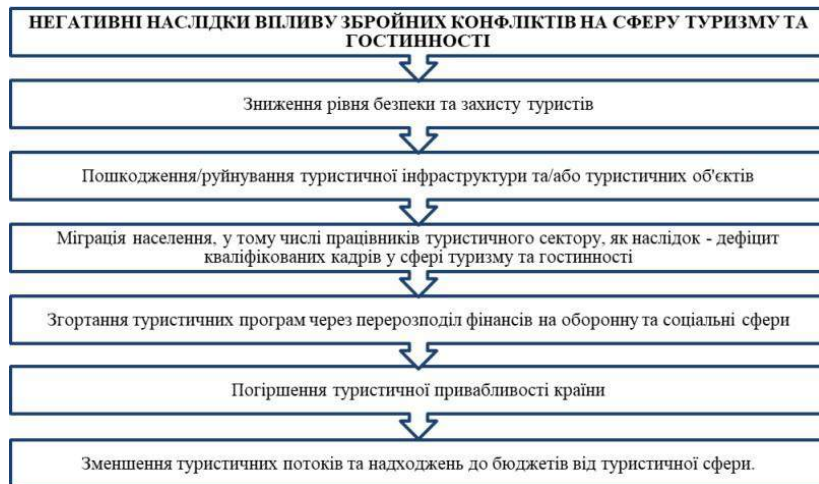 НЕГАТИВНІ НАСЛІДКИ ВПЛИВУ ЗБРОЙНИХ КОНФЛІКТІВ НА СФЕРУ ТУРИЗМУ ТА
ГОСТИННОСТІ
Зниження рівня безпеки та захисту туристів
Пошкодження/руйнування туристичної інфраструктури та/або туристичних об'єктів
Міграція населення, у тому числі працівників туристичного сектору, як наслідок - дефіцит
кваліфікованих кадрів у сфері туризму та гостинності
Згортання туристичних програм через перерозподіл фінансів на оборонну та соціальні сфери
Погіршення туристичної привабливості країни
Зменшення туристичних потоків та надходжень до бюджетів від туристичної сфери.